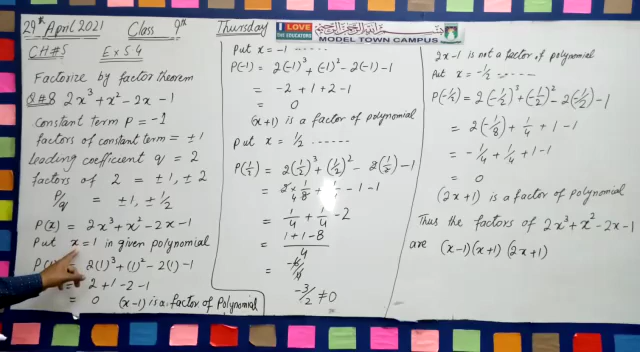 29th April 2021 Class 9th Thursday
I LOVE
THE EDUCATORS
MODEL TOWN CAMPUS
CH#5 Ex 5.4
Factorize by factor theorem
Q#8 2x³+x²-2x-1
constant term P=-1
factors of constant term = ±1
leading coefficient q = 2
factors of 2 = ±1, ±2
P/q = ±1, ±1/2
P(x) = 2x³+x²-2x-1
Put x=1 in given polynomial
2(1)³+(1)²-2(1)-1
= 2+1-2-1
= 0 (x-1) is a factor of Polynomial
Put x=-1 ......
P(-1) = 2(-1)³+(-1)²-2(-1)-1
= -2+1+2-1
= 0
(x+1) is a factor of polynomial
Put x=1/2 ......
P(1/2) = 2(1/2)³+(1/2)²-2(1/2)-1
= 1/4+1/4-2
= 1+1-8/4
= -6/4
-3/2 ≠0
2x-1 is not a factor of polynomial
Put x=-1/2 ......
P(-1/2) = 2(-1/2)³+(-1/2)²-2(-1/2)-1
= 2(-1/8)+1/4+1-1
= -1/4+1/4+1-1
= 0
(2x+1) is a factor of polynomial
Thus the factors of 2x³+x²-2x-1
are (x-1)(x+1)(2x+1)